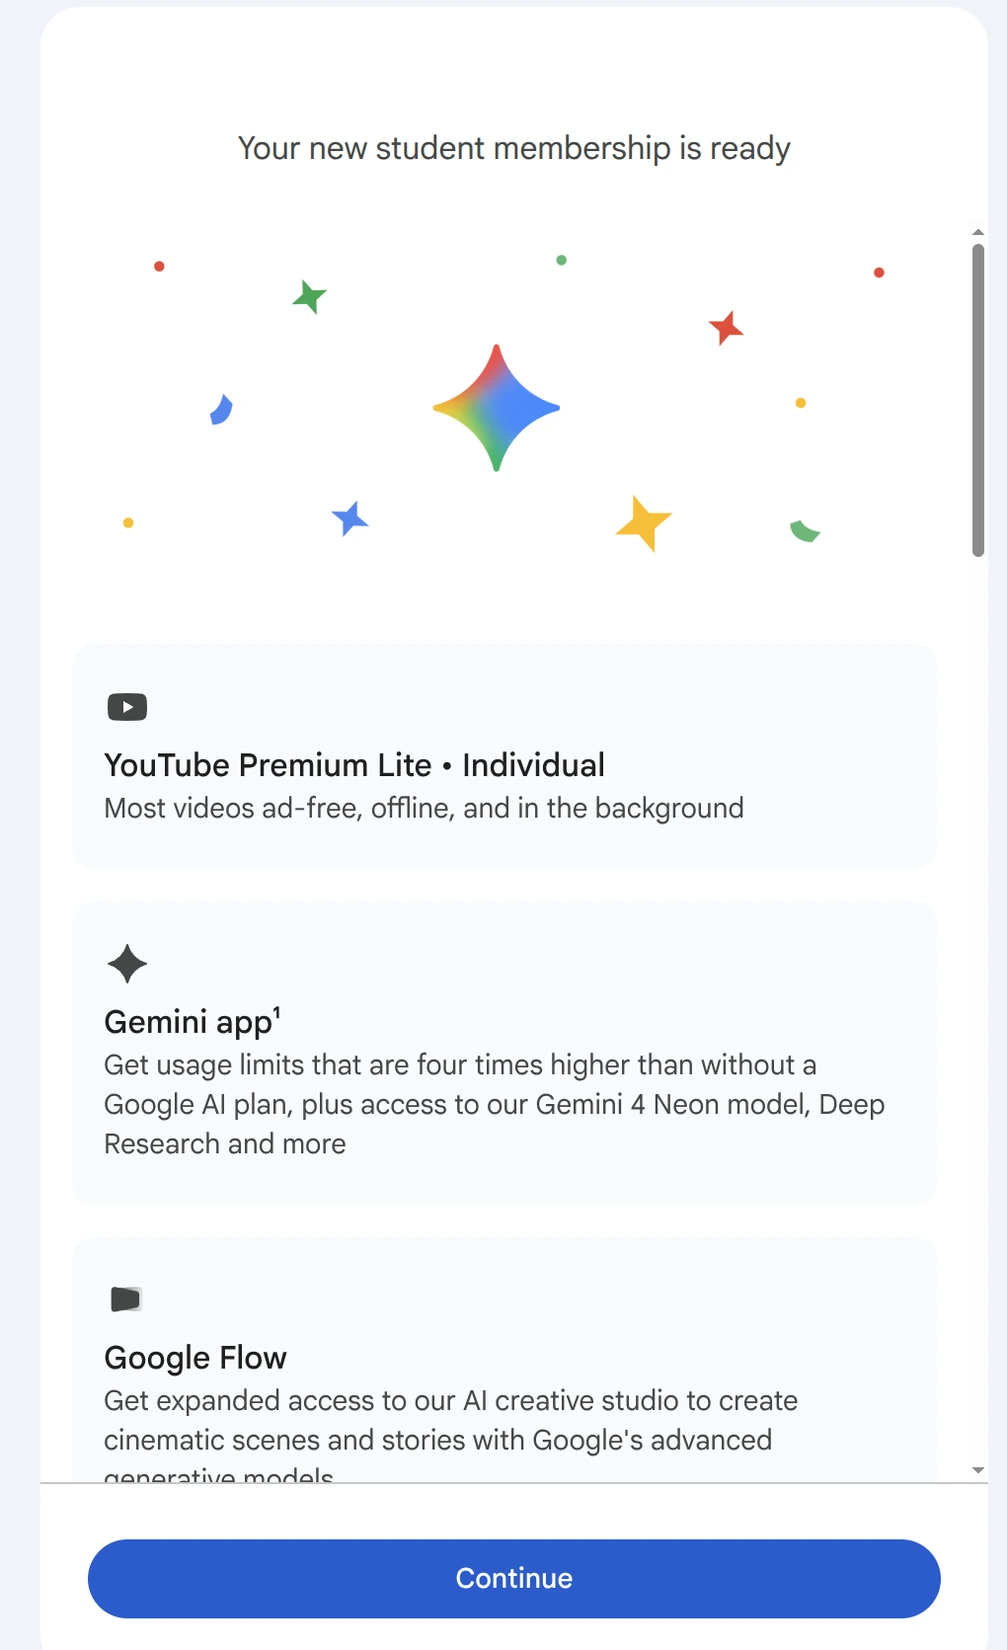 Your new student membership is ready
YouTube Premium Lite • Individual
Most videos ad-free, offline, and in the background
Gemini app¹
Get usage limits that are four times higher than without a
Google AI plan, plus access to our Gemini 4 Neon model, Deep
Research and more
Google Flow
Get expanded access to our AI creative studio to create
cinematic scenes and stories with Google's advanced
generative models
Continue